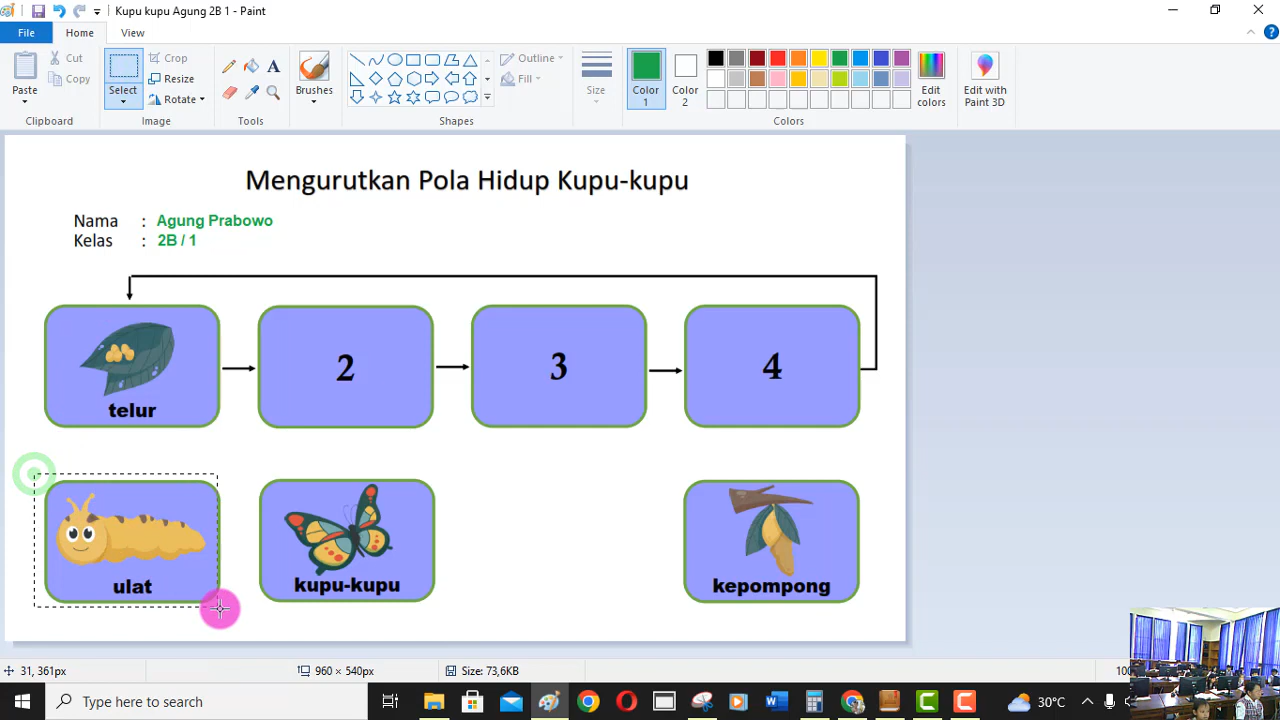 Kupu kupu Agung 2B 1 - Paint
File Home View
Paste
Cut
Copy
Clipboard
Select
Crop
Resize
Rotate
Image
A
Tools
Brushes
Outline
Fill
Shapes
Size
Color
1
Color
2
Edit
colors
Colors
Edit with
Paint 3D
Mengurutkan Pola Hidup Kupu-kupu
Nama : Agung Prabowo
Kelas : 2B / 1
telur
2
3
4
ulat
kupu-kupu
kepompong
31, 361px
960 × 540px
Size: 73,6KB
100
Type here to search
30°C